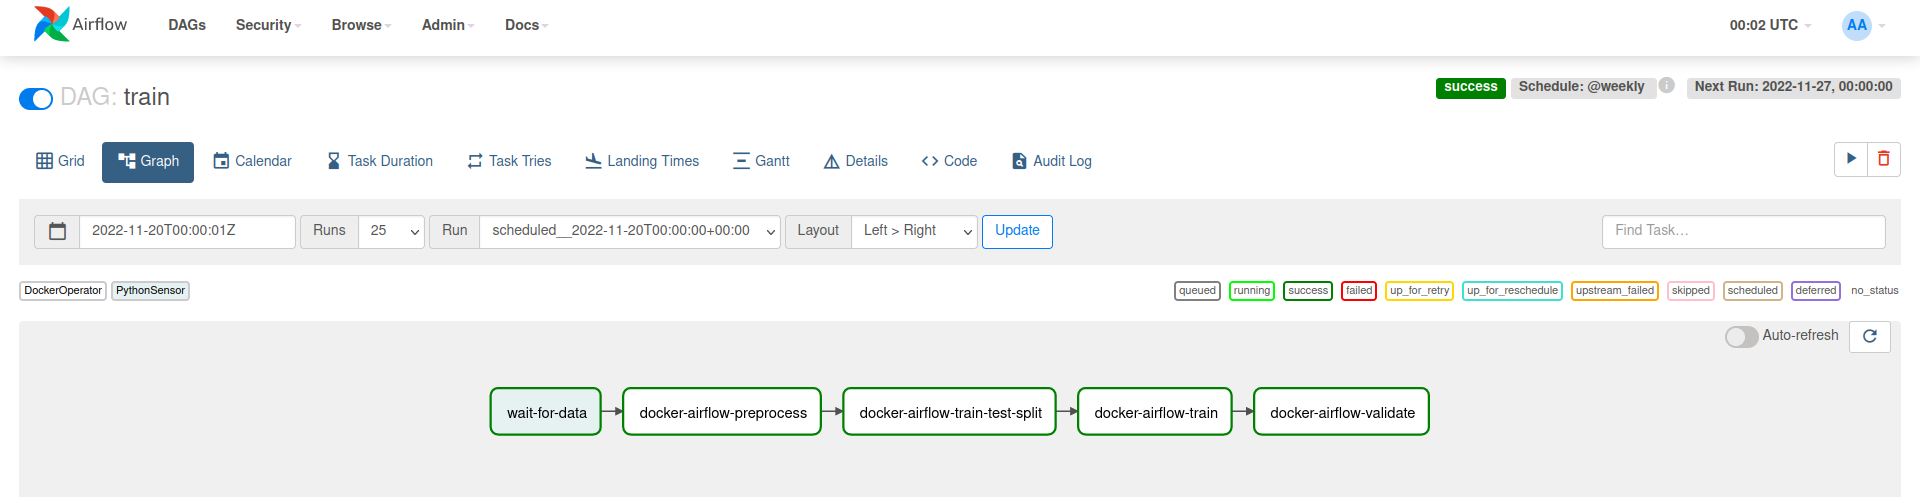 Airflow DAGs Security Browse Admin Docs 00:02 UTC AA
DAG: train success Schedule: @weekly i Next Run: 2022-11-27, 00:00:00
Grid Graph Calendar Task Duration Task Tries Landing Times Gantt Details Code Audit Log
2022-11-20T00:00:01Z Runs 25 Run scheduled__2022-11-20T00:00:00+00:00 Layout Left > Right Update Find Task…
DockerOperator PythonSensor queued running success failed up_for_retry up_for_reschedule upstream_failed skipped scheduled deferred no_status
Auto-refresh
wait-for-data docker-airflow-preprocess docker-airflow-train-test-split docker-airflow-train docker-airflow-validate